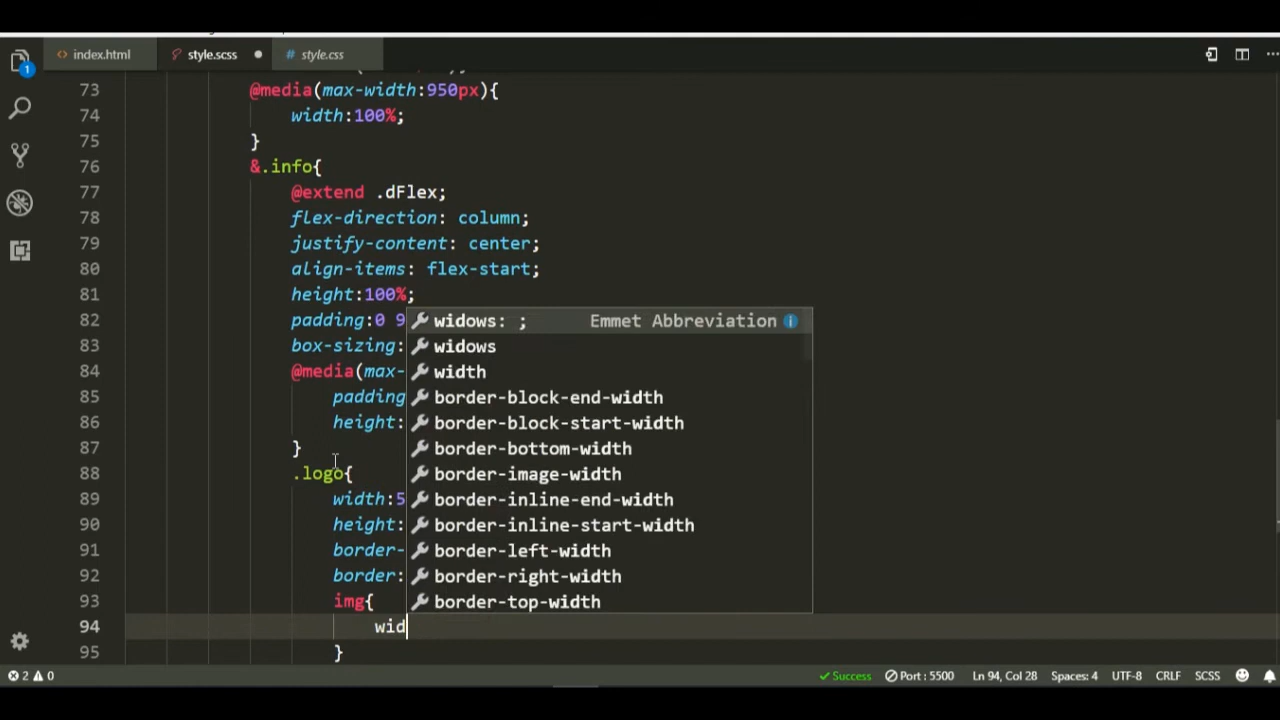 index.html style.scss style.css
73 @media(max-width:950px){
74 width:100%;
75 }
76 &.info{
77 @extend .dFlex;
78 flex-direction: column;
79 justify-content: center;
80 align-items: flex-start;
81 height:100%;
82 padding:0 9 widows: ; Emmet Abbreviation
83 box-sizing: widows
84 @media(max- width
85 padding border-block-end-width
86 height: border-block-start-width
87 } border-bottom-width
88 .logo{ border-image-width
89 width:5 border-inline-end-width
90 height: border-inline-start-width
91 border- border-left-width
92 border: border-right-width
93 img{ border-top-width
94 wid
95 }
2 0 Success Port : 5500 Ln 94, Col 28 Spaces: 4 UTF-8 CRLF SCSS